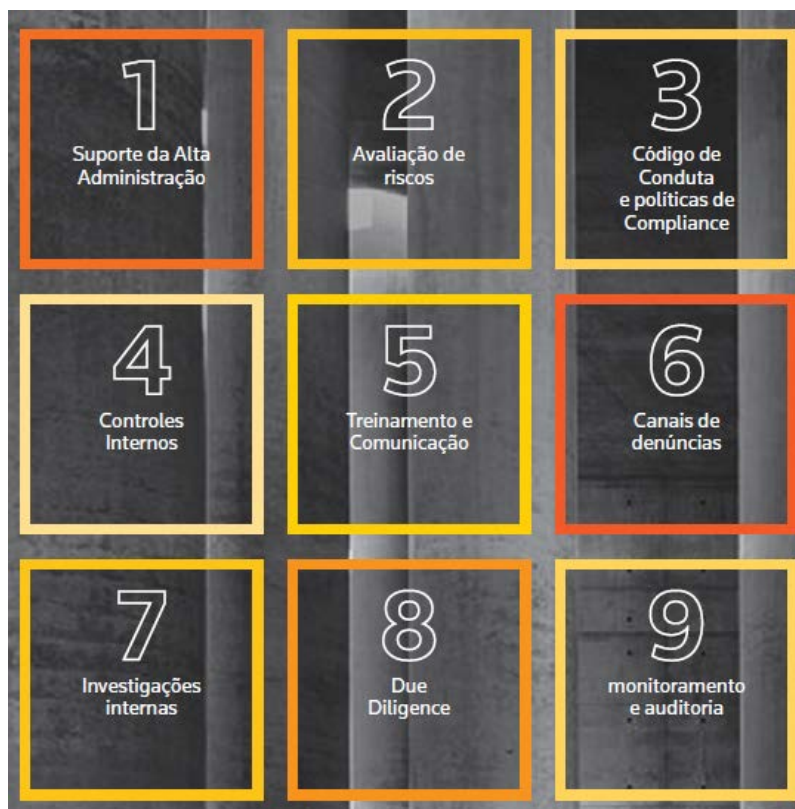 1
Suporte da Alta
Administração
2
Avaliação de
riscos
3
Código de
Conduta
e políticas de
Compliance
4
Controles
Internos
5
Treinamento e
Comunicação
6
Canais de
denúncias
7
Investigações
internas
8
Due
Diligence
9
monitoramento
e auditoria